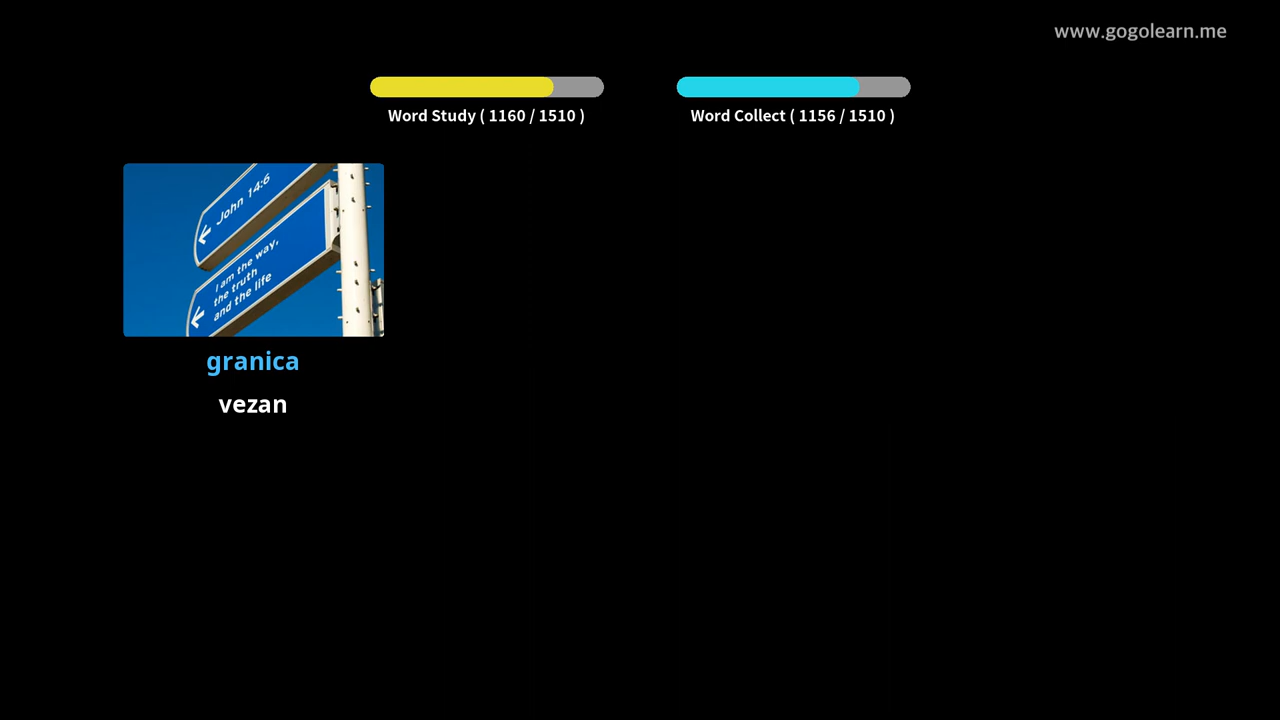 www.gogolearn.me
Word Study ( 1160 / 1510 )
Word Collect ( 1156 / 1510 )
John 14:6
I am the way,
the truth
and the life
granica
vezan